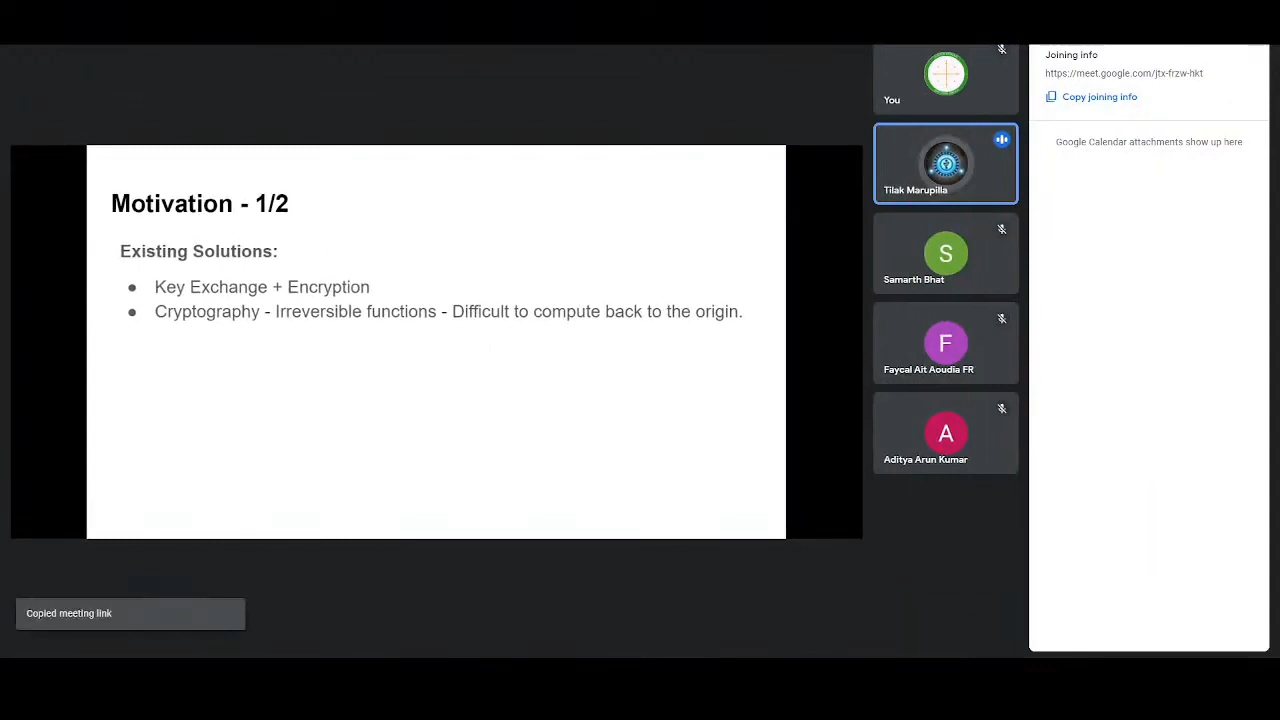 Motivation - 1/2
Existing Solutions:
● Key Exchange + Encryption
● Cryptography - Irreversible functions - Difficult to compute back to the origin.
You
Tilak Marupilla
S
Samarth Bhat
F
Faycal Ait Aoudia FR
A
Aditya Arun Kumar
Joining info
https://meet.google.com/jtx-frzw-hkt
Copy joining info
Google Calendar attachments show up here
Copied meeting link